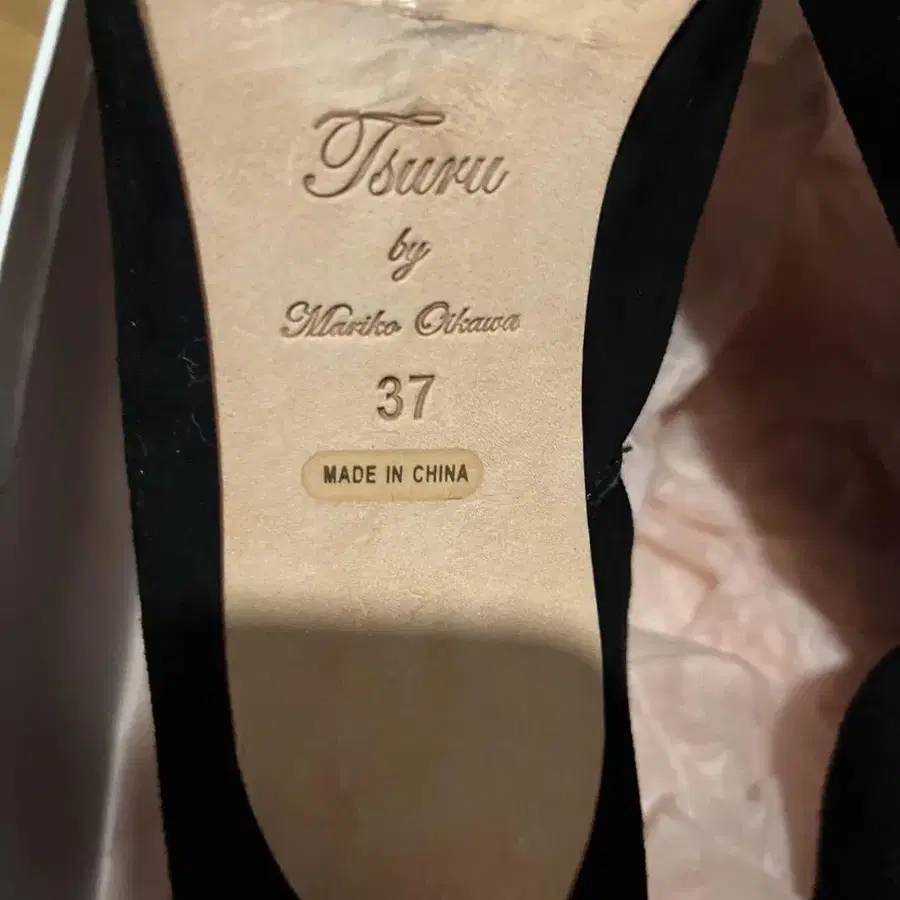 Tsuru
by
Mariko Oikawa
37
MADE IN CHINA